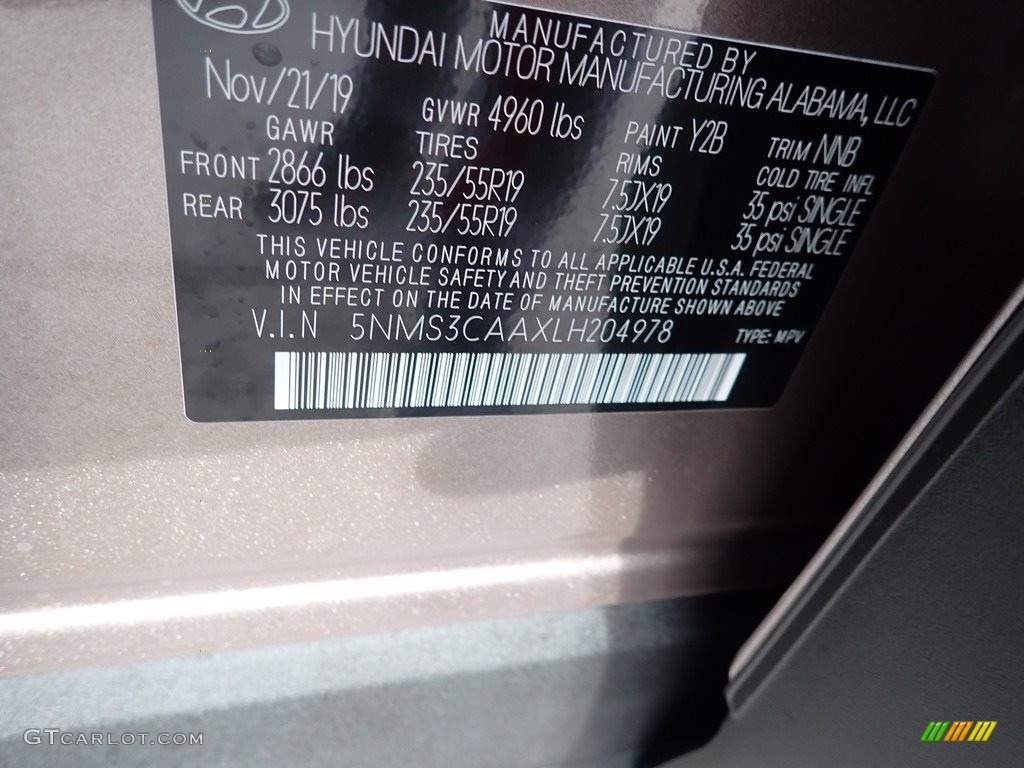 MANUFACTURED BY
HYUNDAI MOTOR MANUFACTURING ALABAMA, LLC
Nov/21/19 GVWR 4960 lbs PAINT Y2B TRIM NNB
GAWR TIRES RIMS COLD TIRE INFL
FRONT 2866 lbs 235/55R19 7.5JX19 35 psi SINGLE
REAR 3075 lbs 235/55R19 7.5JX19 35 psi SINGLE
THIS VEHICLE CONFORMS TO ALL APPLICABLE U.S.A. FEDERAL
MOTOR VEHICLE SAFETY AND THEFT PREVENTION STANDARDS
IN EFFECT ON THE DATE OF MANUFACTURE SHOWN ABOVE
V.I.N 5NMS3CAAXLH204978 TYPE: MPV
GTCARLOT.COM